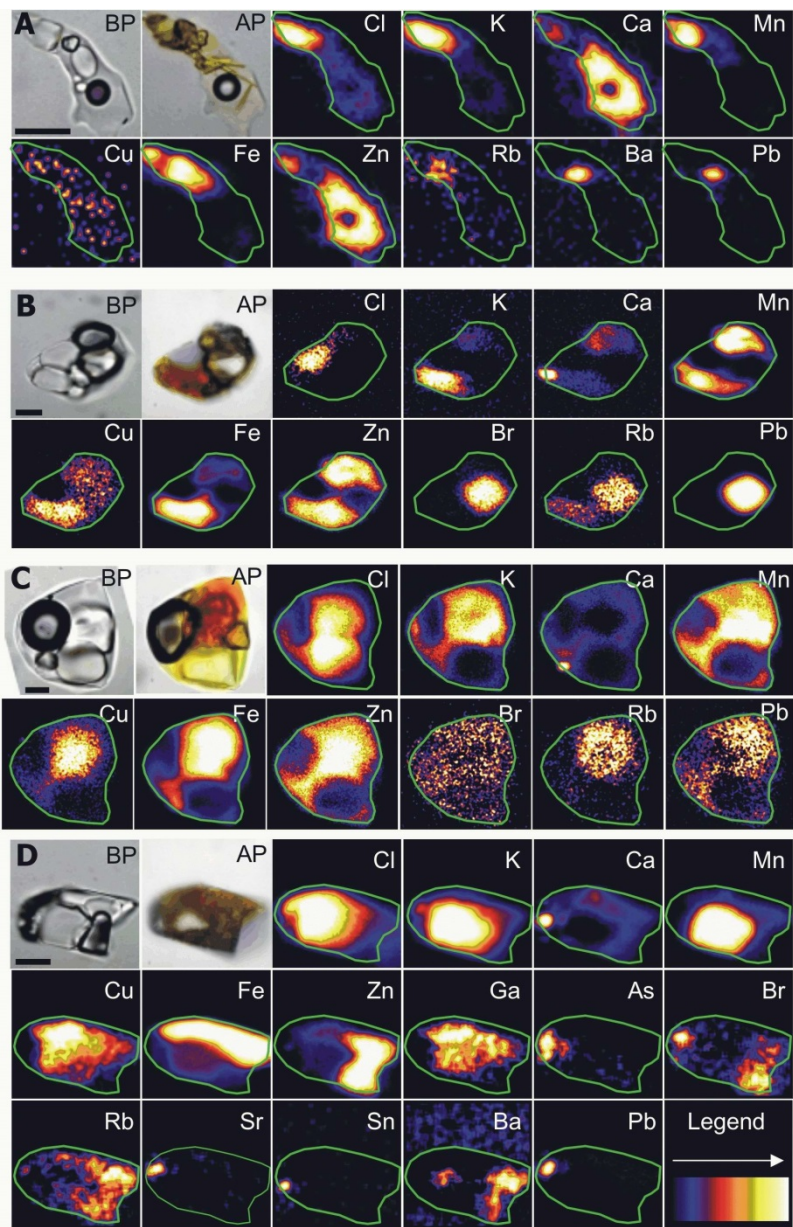 A BP AP Cl K Ca Mn
Cu Fe Zn Rb Ba Pb
B BP AP Cl K Ca Mn
Cu Fe Zn Br Rb Pb
C BP AP Cl K Ca Mn
Cu Fe Zn Br Rb Pb
D BP AP Cl K Ca Mn
Cu Fe Zn Ga As Br
Rb Sr Sn Ba Pb Legend